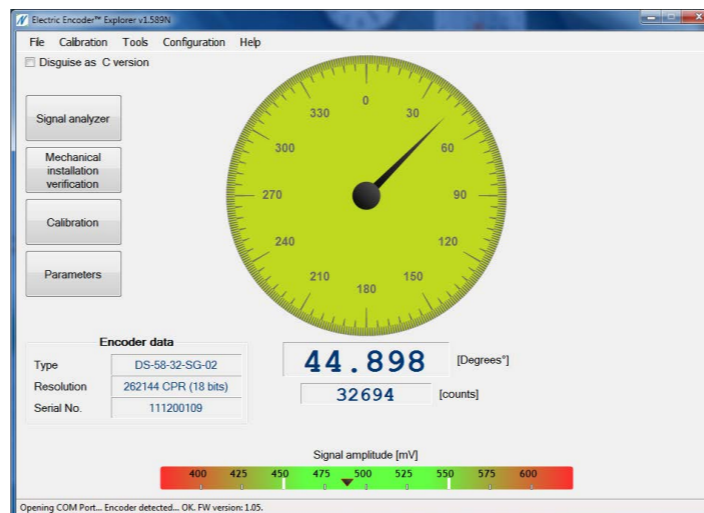 Electric Encoder™ Explorer v1.589N
File Calibration Tools Configuration Help
Disguise as C version
Signal analyzer
Mechanical
installation
verification
Calibration
Parameters
0
30
60
90
120
150
180
210
240
270
300
330
Encoder data
Type DS-58-32-SG-02
Resolution 262144 CPR (18 bits)
Serial No. 111200109
44.898 [Degrees°]
32694 [counts]
Signal amplitude [mV]
400 425 450 475 500 525 550 575 600
Opening COM Port... Encoder detected... OK. FW version: 1.05.